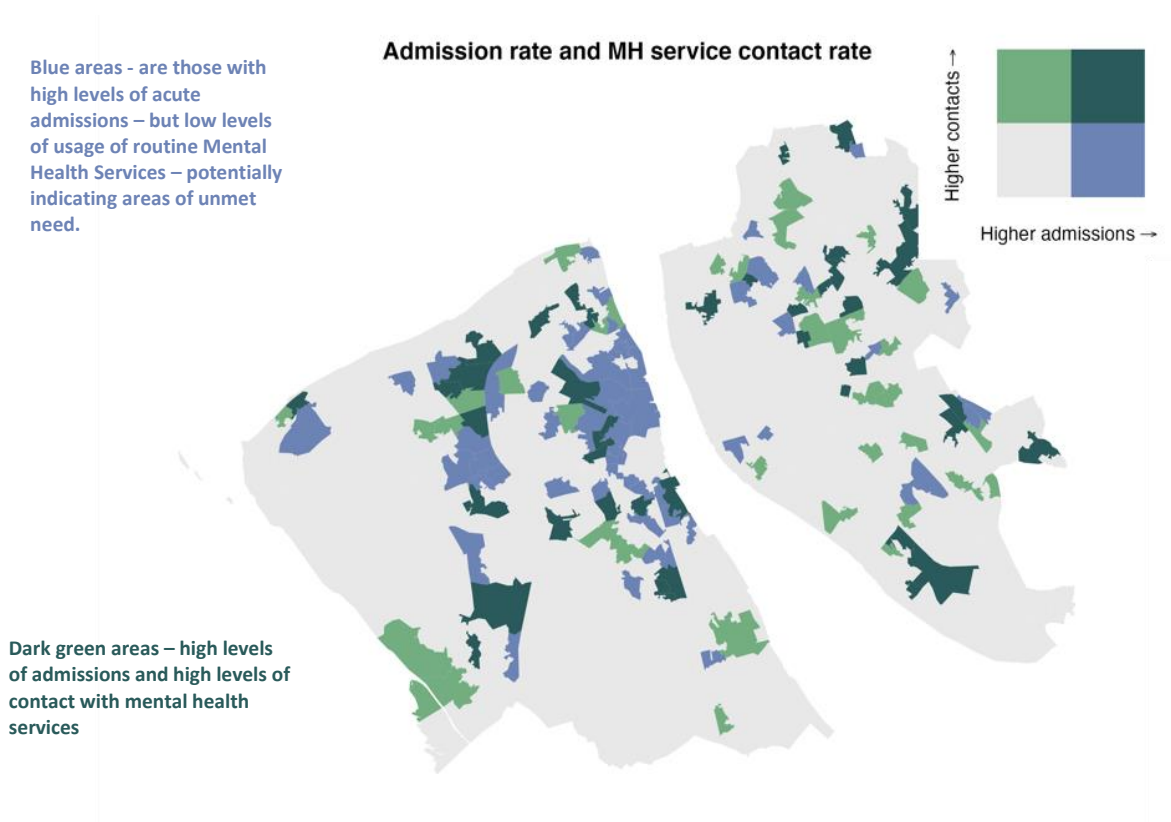 Admission rate and MH service contact rate
Blue areas - are those with
high levels of acute
admissions – but low levels
of usage of routine Mental
Health Services – potentially
indicating areas of unmet
need.
Higher contacts →
Higher admissions →
Dark green areas – high levels
of admissions and high levels of
contact with mental health
services